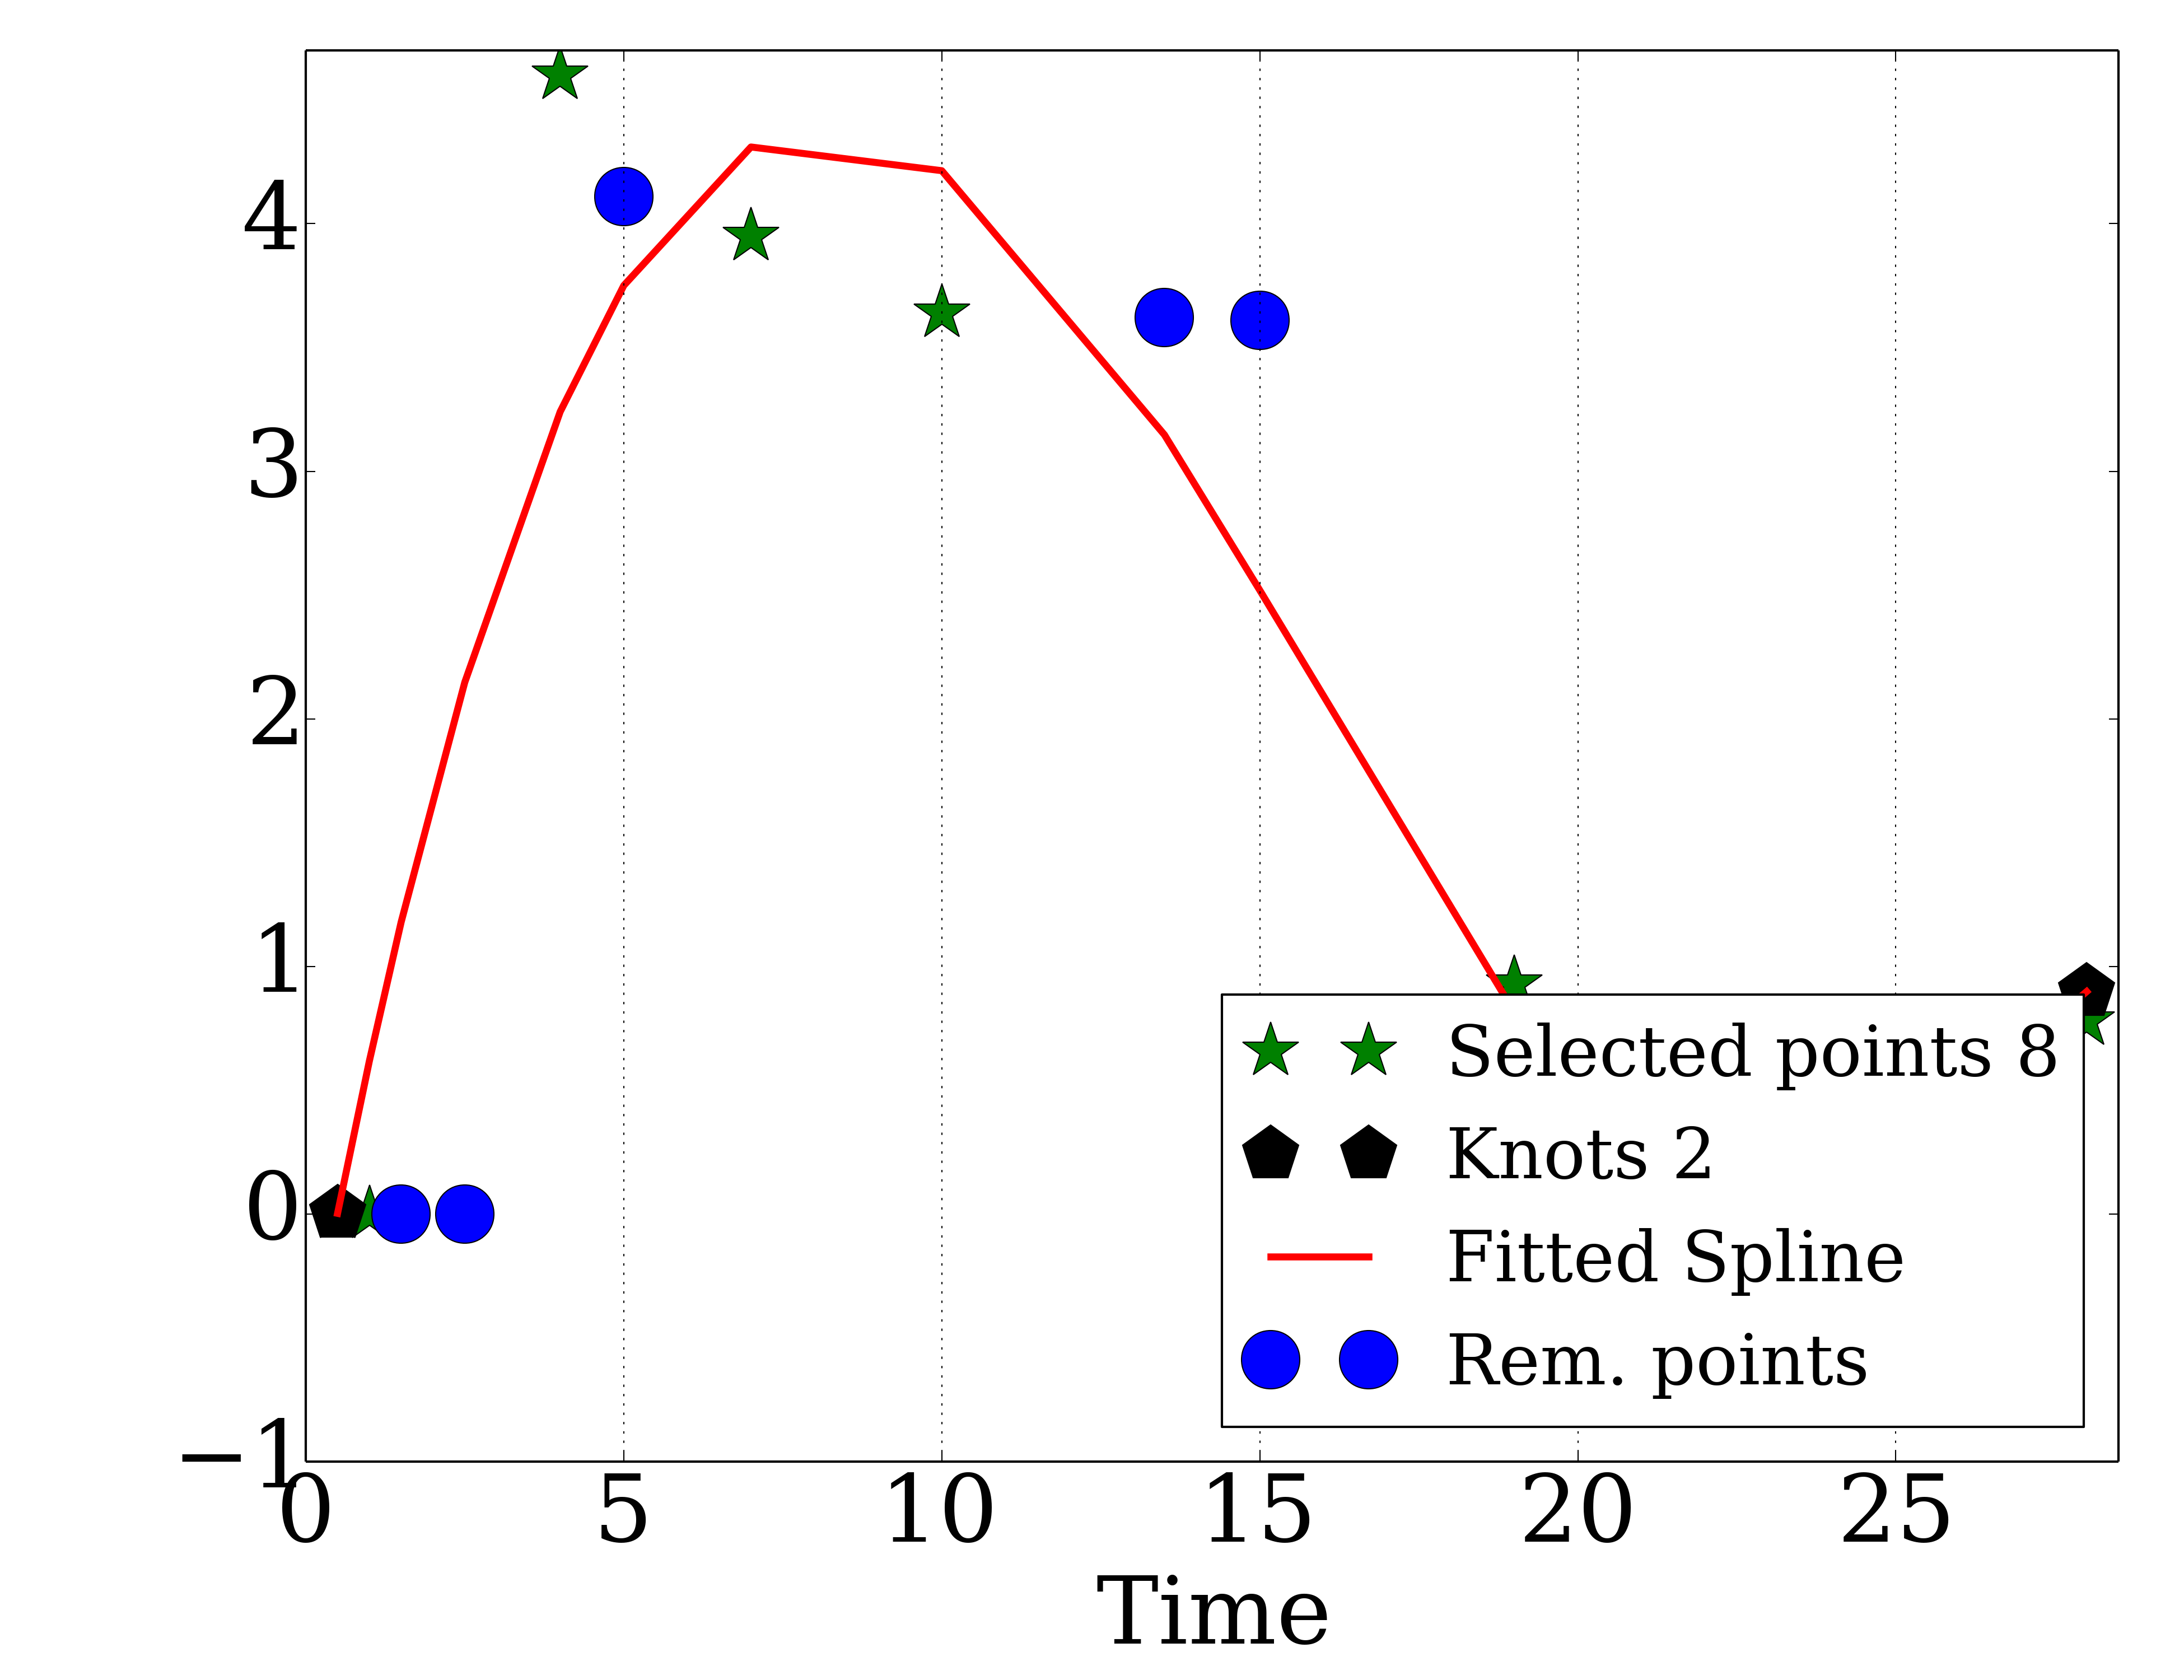 4
3
2
1
0
−1
0 5 10 15 20 25
Time
Selected points 8
Knots 2
Fitted Spline
Rem. points